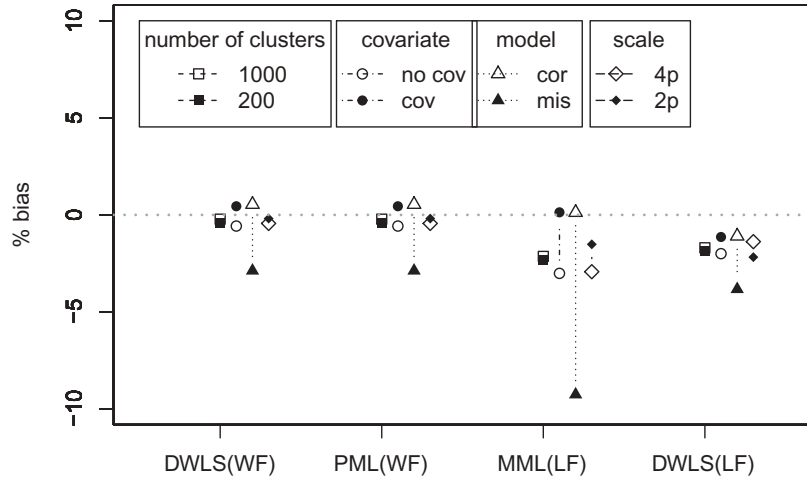 number of clusters
1000
200
covariate
no cov
cov
model
cor
mis
scale
4p
2p
% bias
10
5
0
−5
−10
DWLS(WF)
PML(WF)
MML(LF)
DWLS(LF)